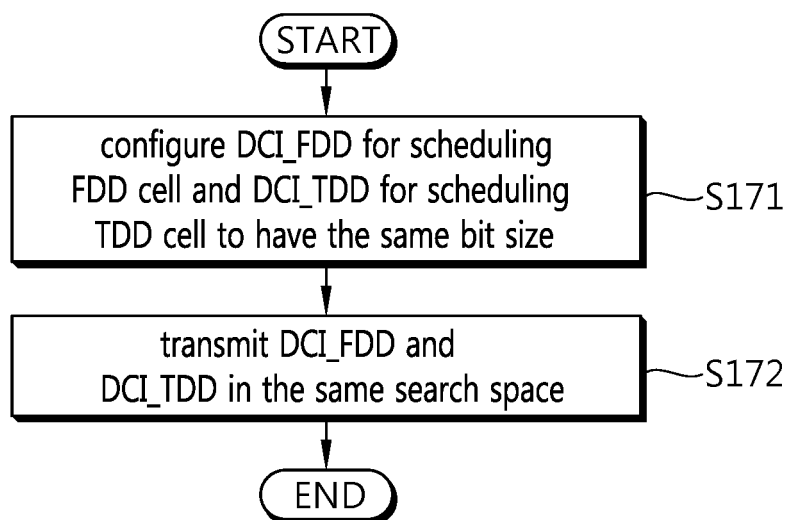 START
configure DCI_FDD for scheduling
FDD cell and DCI_TDD for scheduling
TDD cell to have the same bit size
S171
transmit DCI_FDD and
DCI_TDD in the same search space
S172
END